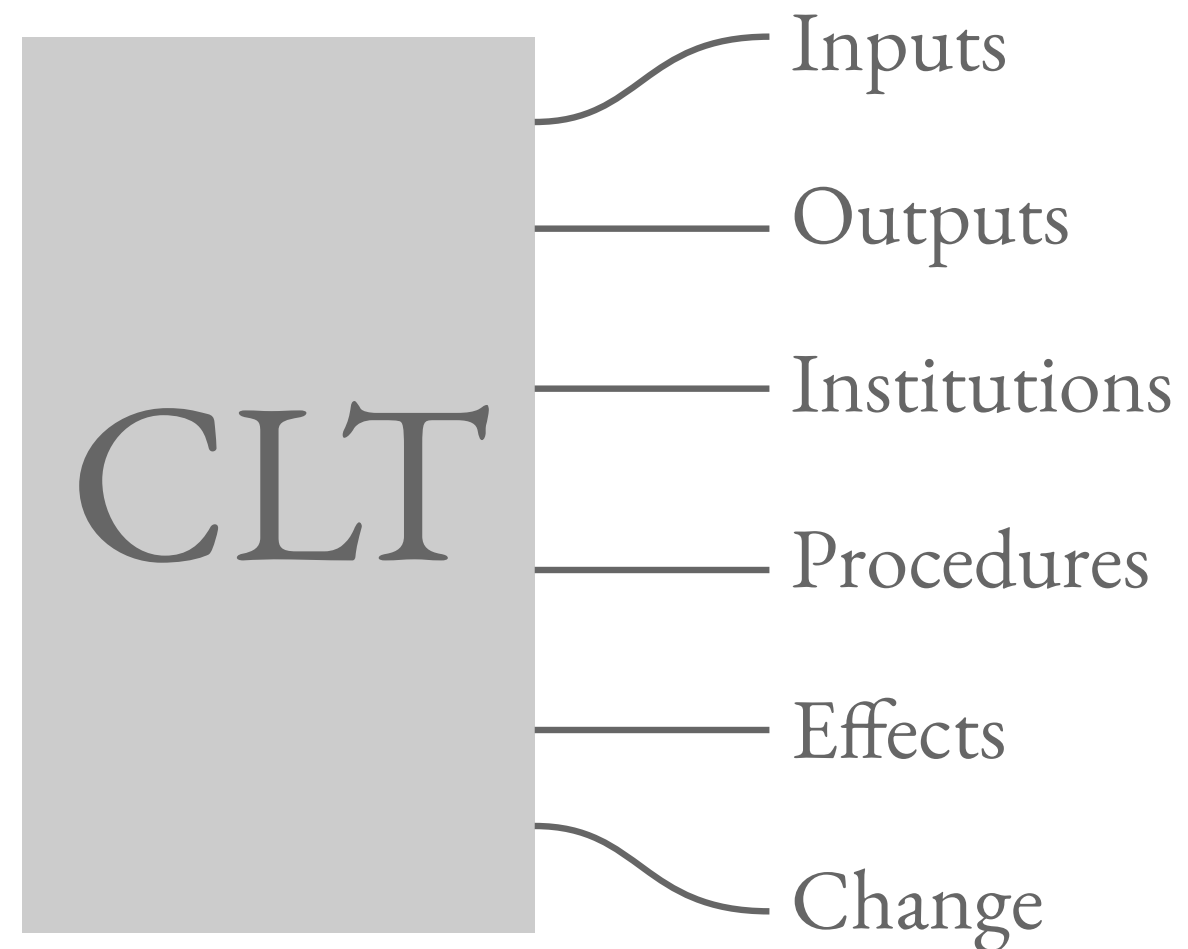 CLT
Inputs
Outputs
Institutions
Procedures
Effects
Change